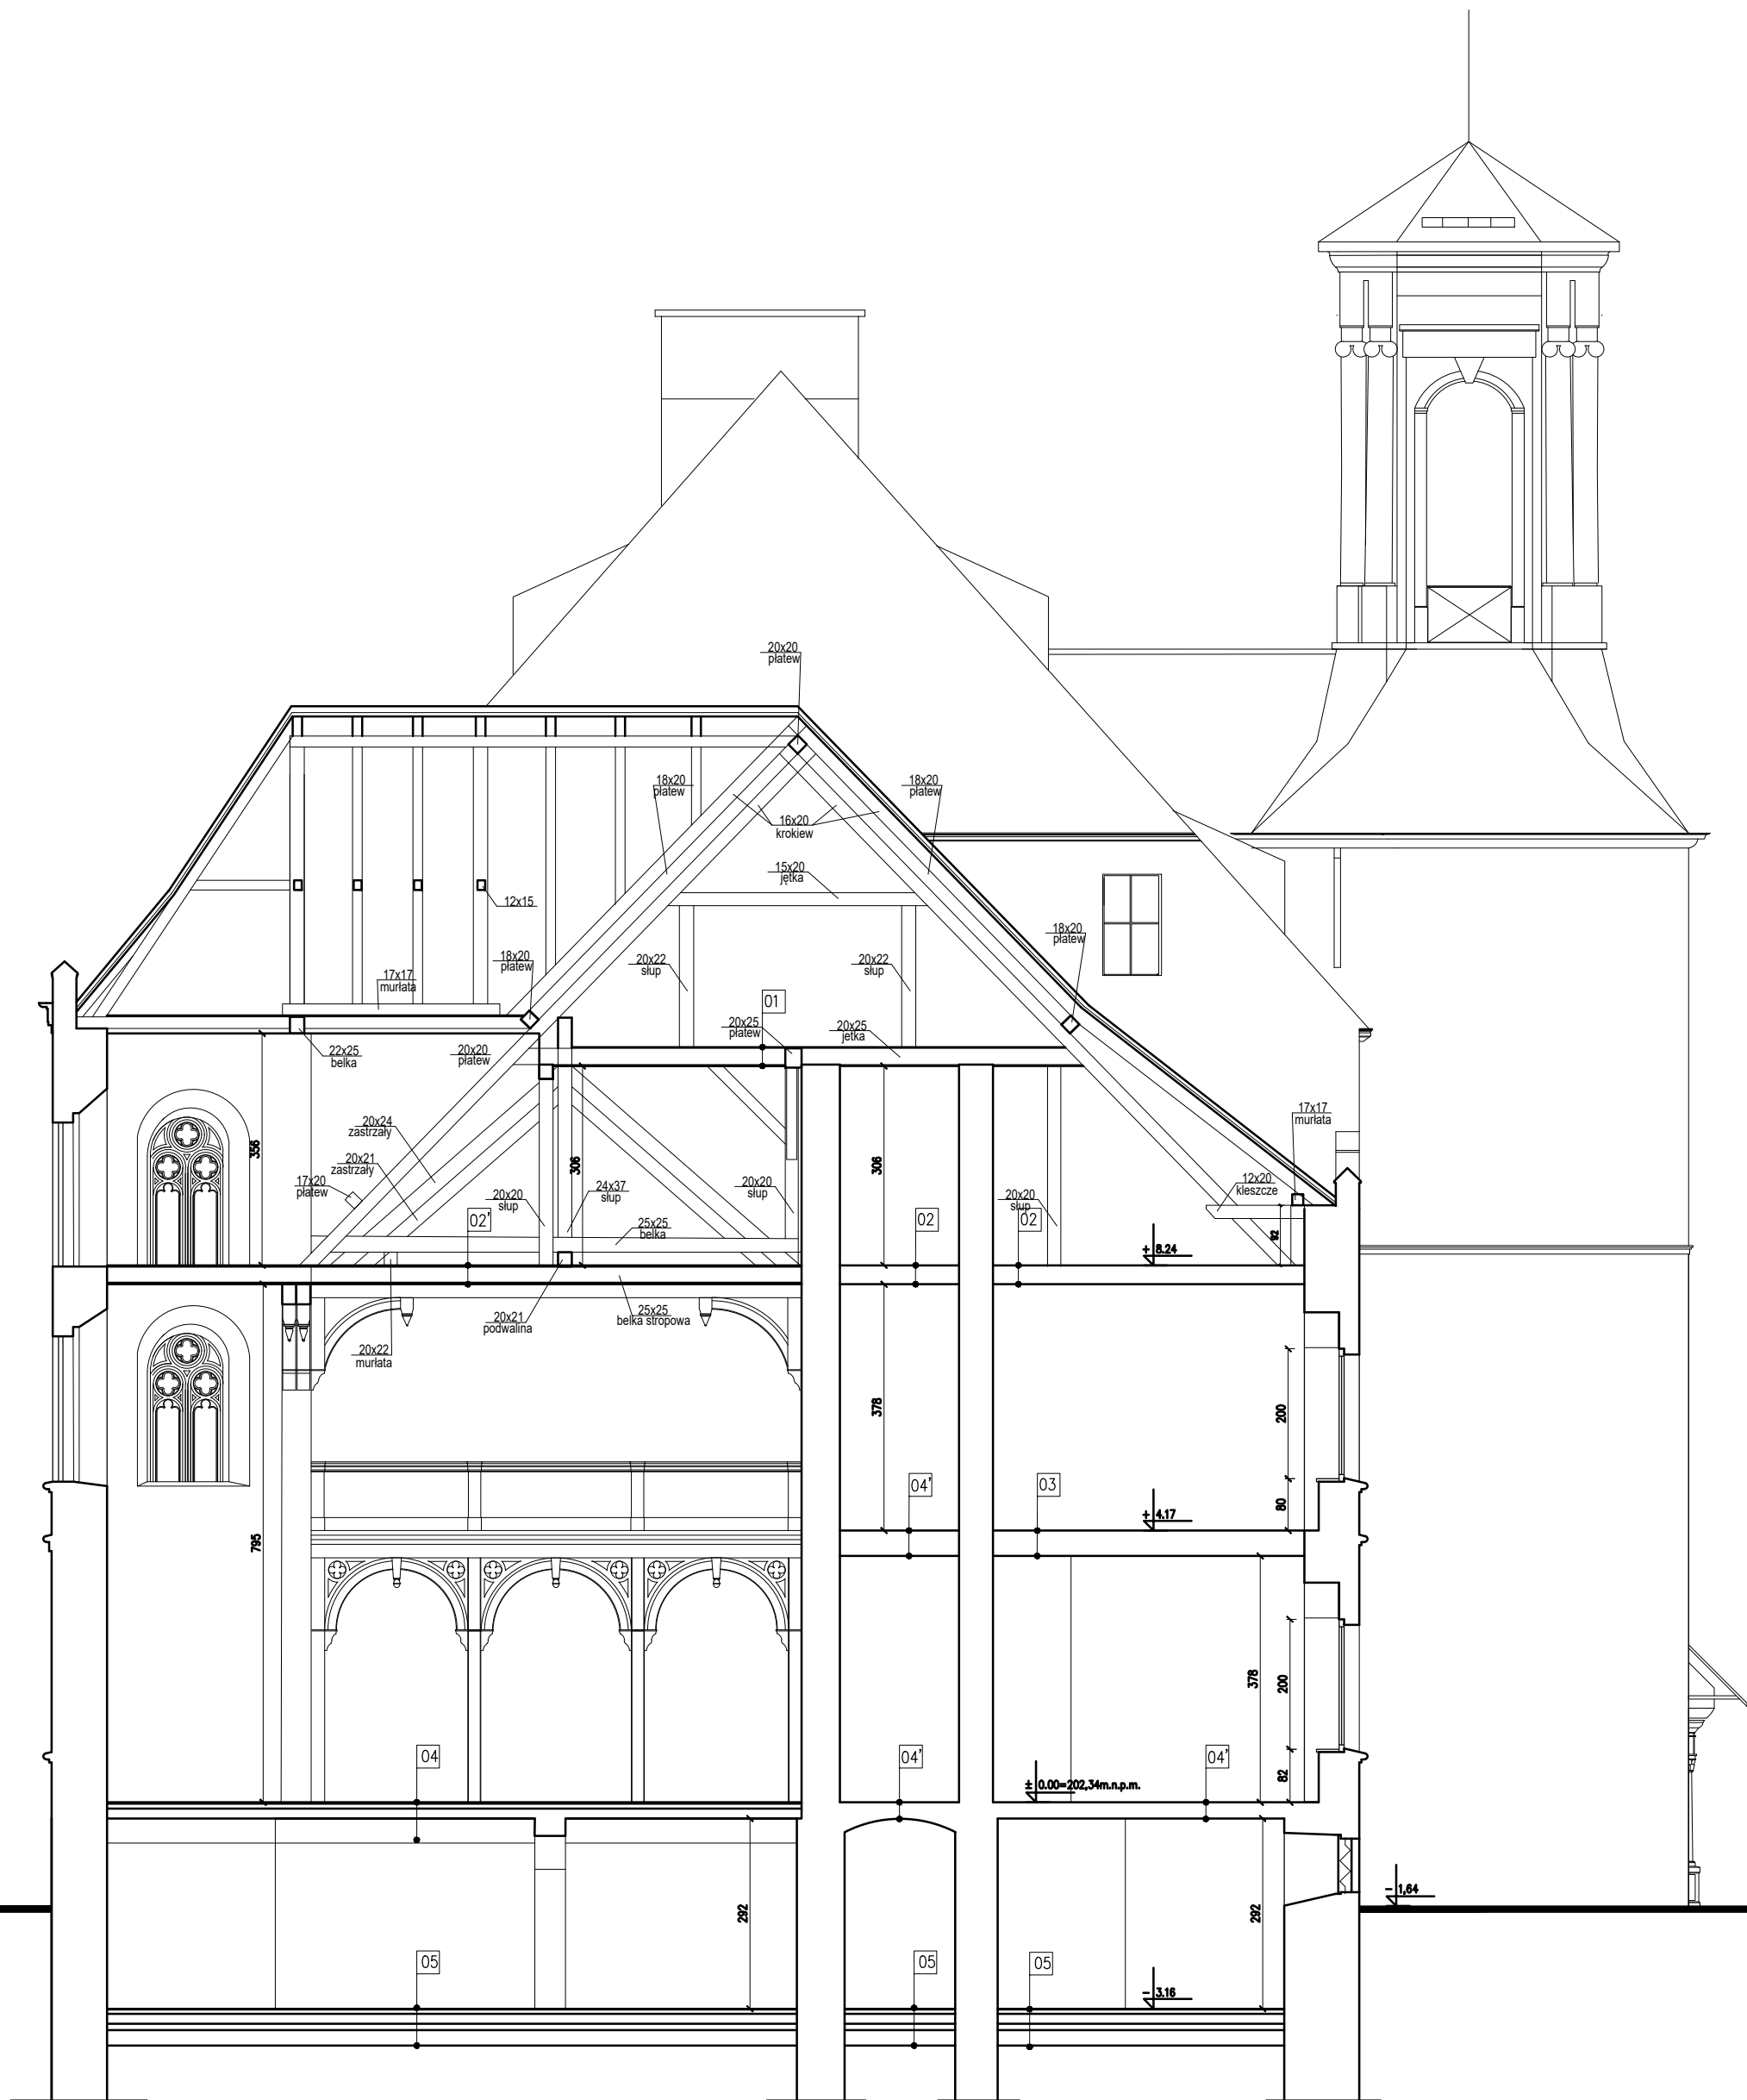 20x20
płatew
18x20
płatew
18x20
płatew
16x20
krokiew
15x20
jętka
12x15
18x20
płatew
18x20
płatew
20x22
słup
20x22
słup
17x17
murłata
01
20x25
płatew
20x25
jetka
22x25
belka
20x20
płatew
17x17
murłata
20x24
zastrzały
356
306
306
20x21
zastrzały
17x20
płatew
20x20
słup
24x37
słup
20x20
słup
20x20
słup
12x20
kleszcze
02'
02
02
25x25
belka
92
+ 8.24
20x21
podwalina
25x25
belka stropowa
20x22
murłata
378
200
04'
03
80
+ 4.17
795
378
200
04
04'
04'
82
± 0.00=202,34m.n.p.m.
- 1,64
292
292
05
05
05
- 3.16